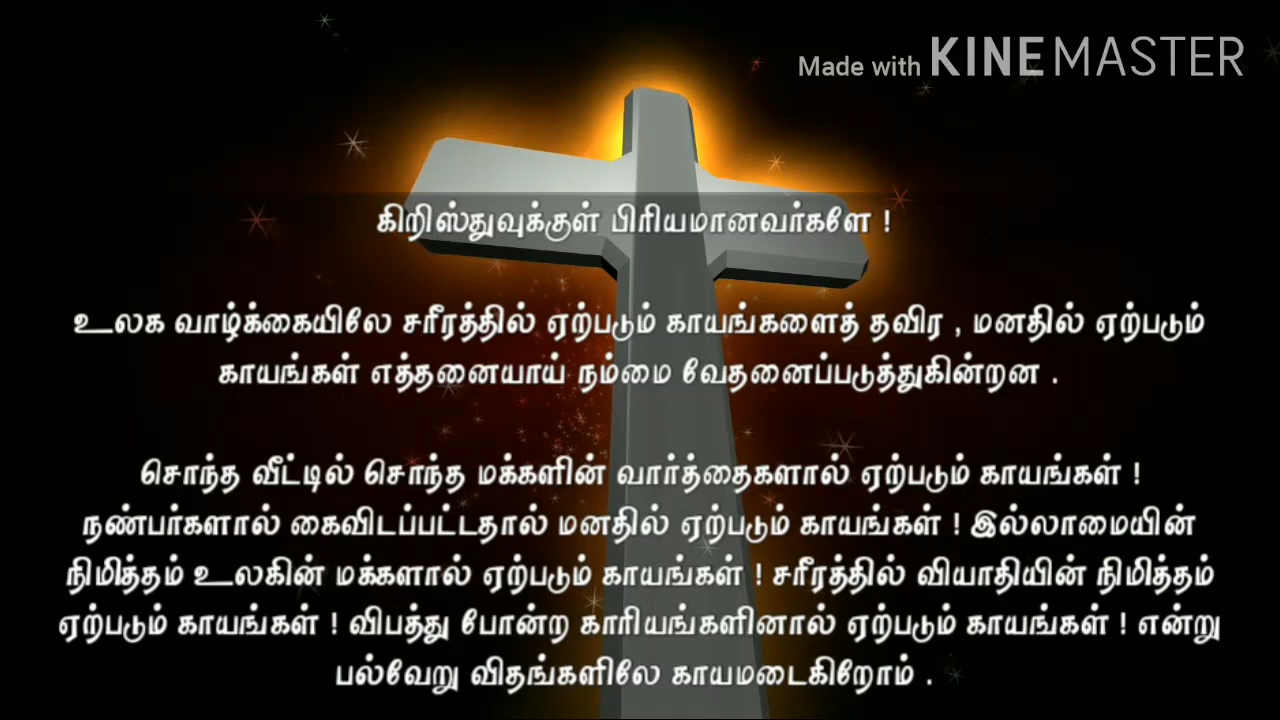 Made with KINEMASTER
கிறிஸ்துவுக்குள் பிரியமானவர்களே !
உலக வாழ்க்கையிலே சரீரத்தில் ஏற்படும் காயங்களைத் தவிர , மனதில் ஏற்படும்
காயங்கள் எத்தனையாய் நம்மை வேதனைப்படுத்துகின்றன .
சொந்த வீட்டில் சொந்த மக்களின் வார்த்தைகளால் ஏற்படும் காயங்கள் !
நண்பர்களால் கைவிடப்பட்டதால் மனதில் ஏற்படும் காயங்கள் ! இல்லாமையின்
நிமித்தம் உலகின் மக்களால் ஏற்படும் காயங்கள் ! சரீரத்தில் வியாதியின் நிமித்தம்
ஏற்படும் காயங்கள் ! விபத்து போன்ற காரியங்களினால் ஏற்படும் காயங்கள் ! என்று
பல்வேறு விதங்களிலே காயமடைகிறோம் .